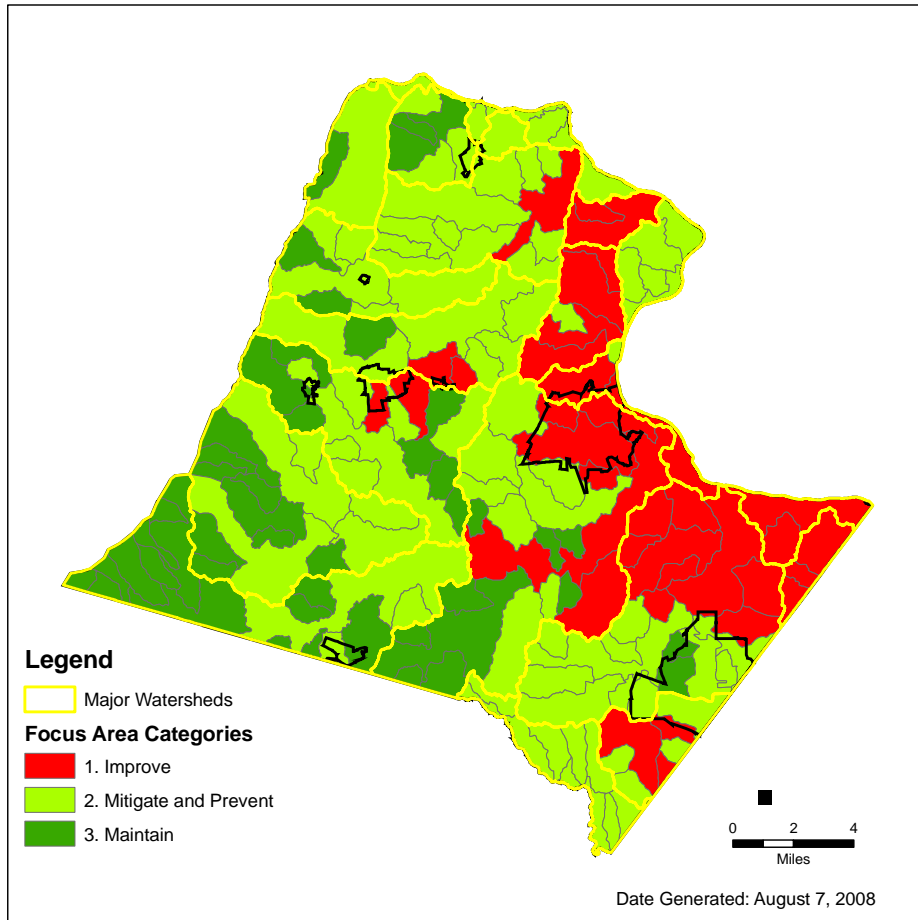 Legend
Major Watersheds
Focus Area Categories
1. Improve
2. Mitigate and Prevent
3. Maintain
0 2 4
Miles
Date Generated: August 7, 2008